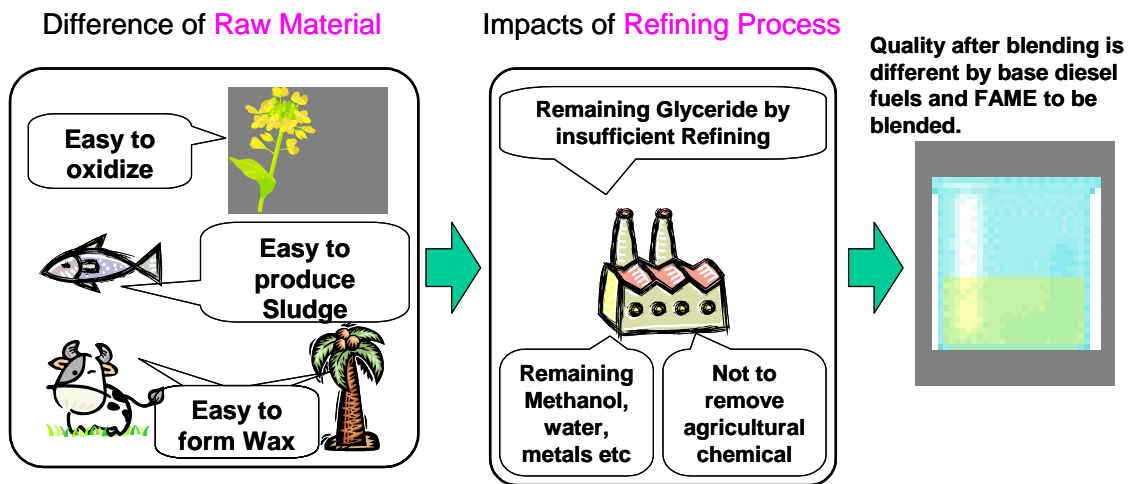 Difference of Raw Material
Easy to
oxidize
Easy to
produce
Sludge
Easy to
form Wax
Impacts of Refining Process
Remaining Glyceride by
insufficient Refining
Remaining
Methanol,
water,
metals etc
Not to
remove
agricultural
chemical
Quality after blending is
different by base diesel
fuels and FAME to be
blended.